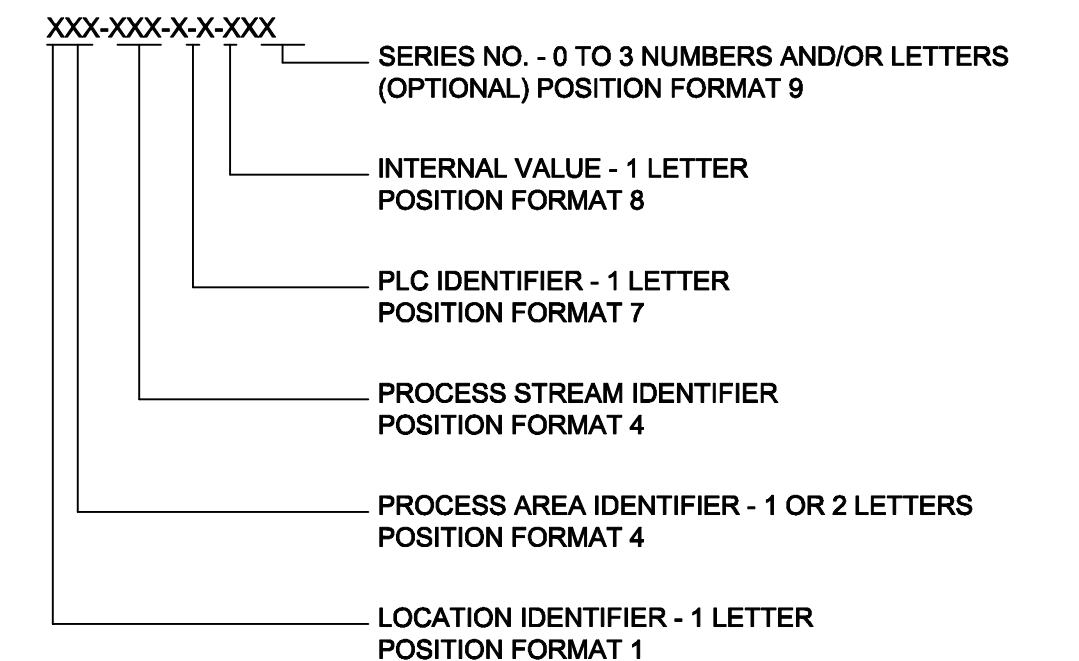 XXX-XXX-X-X-XXX
SERIES NO. - 0 TO 3 NUMBERS AND/OR LETTERS
(OPTIONAL) POSITION FORMAT 9
INTERNAL VALUE - 1 LETTER
POSITION FORMAT 8
PLC IDENTIFIER - 1 LETTER
POSITION FORMAT 7
PROCESS STREAM IDENTIFIER
POSITION FORMAT 4
PROCESS AREA IDENTIFIER - 1 OR 2 LETTERS
POSITION FORMAT 4
LOCATION IDENTIFIER - 1 LETTER
POSITION FORMAT 1